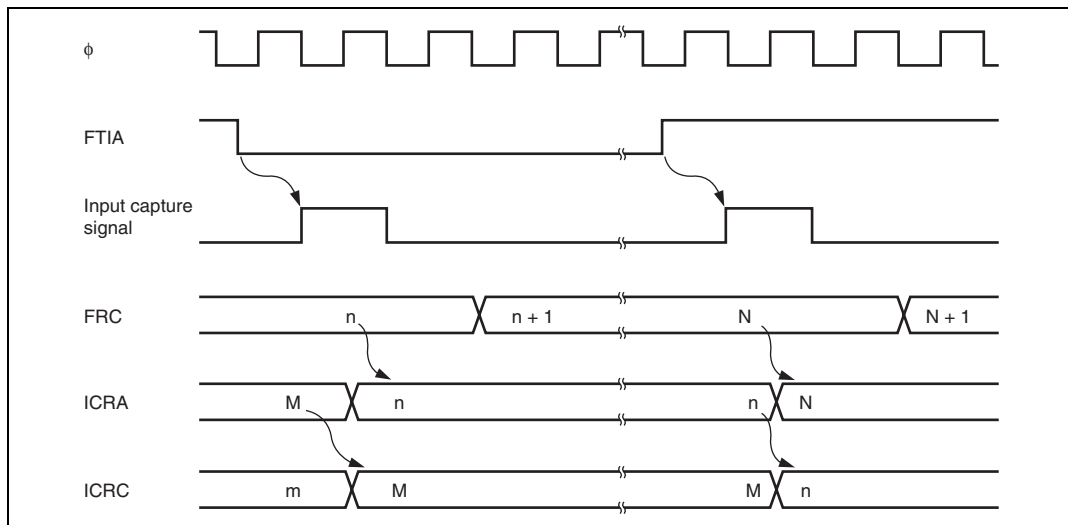 ϕ
FTIA
Input capture
signal
FRC n n + 1 N N + 1
ICRA M n n N
ICRC m M M n